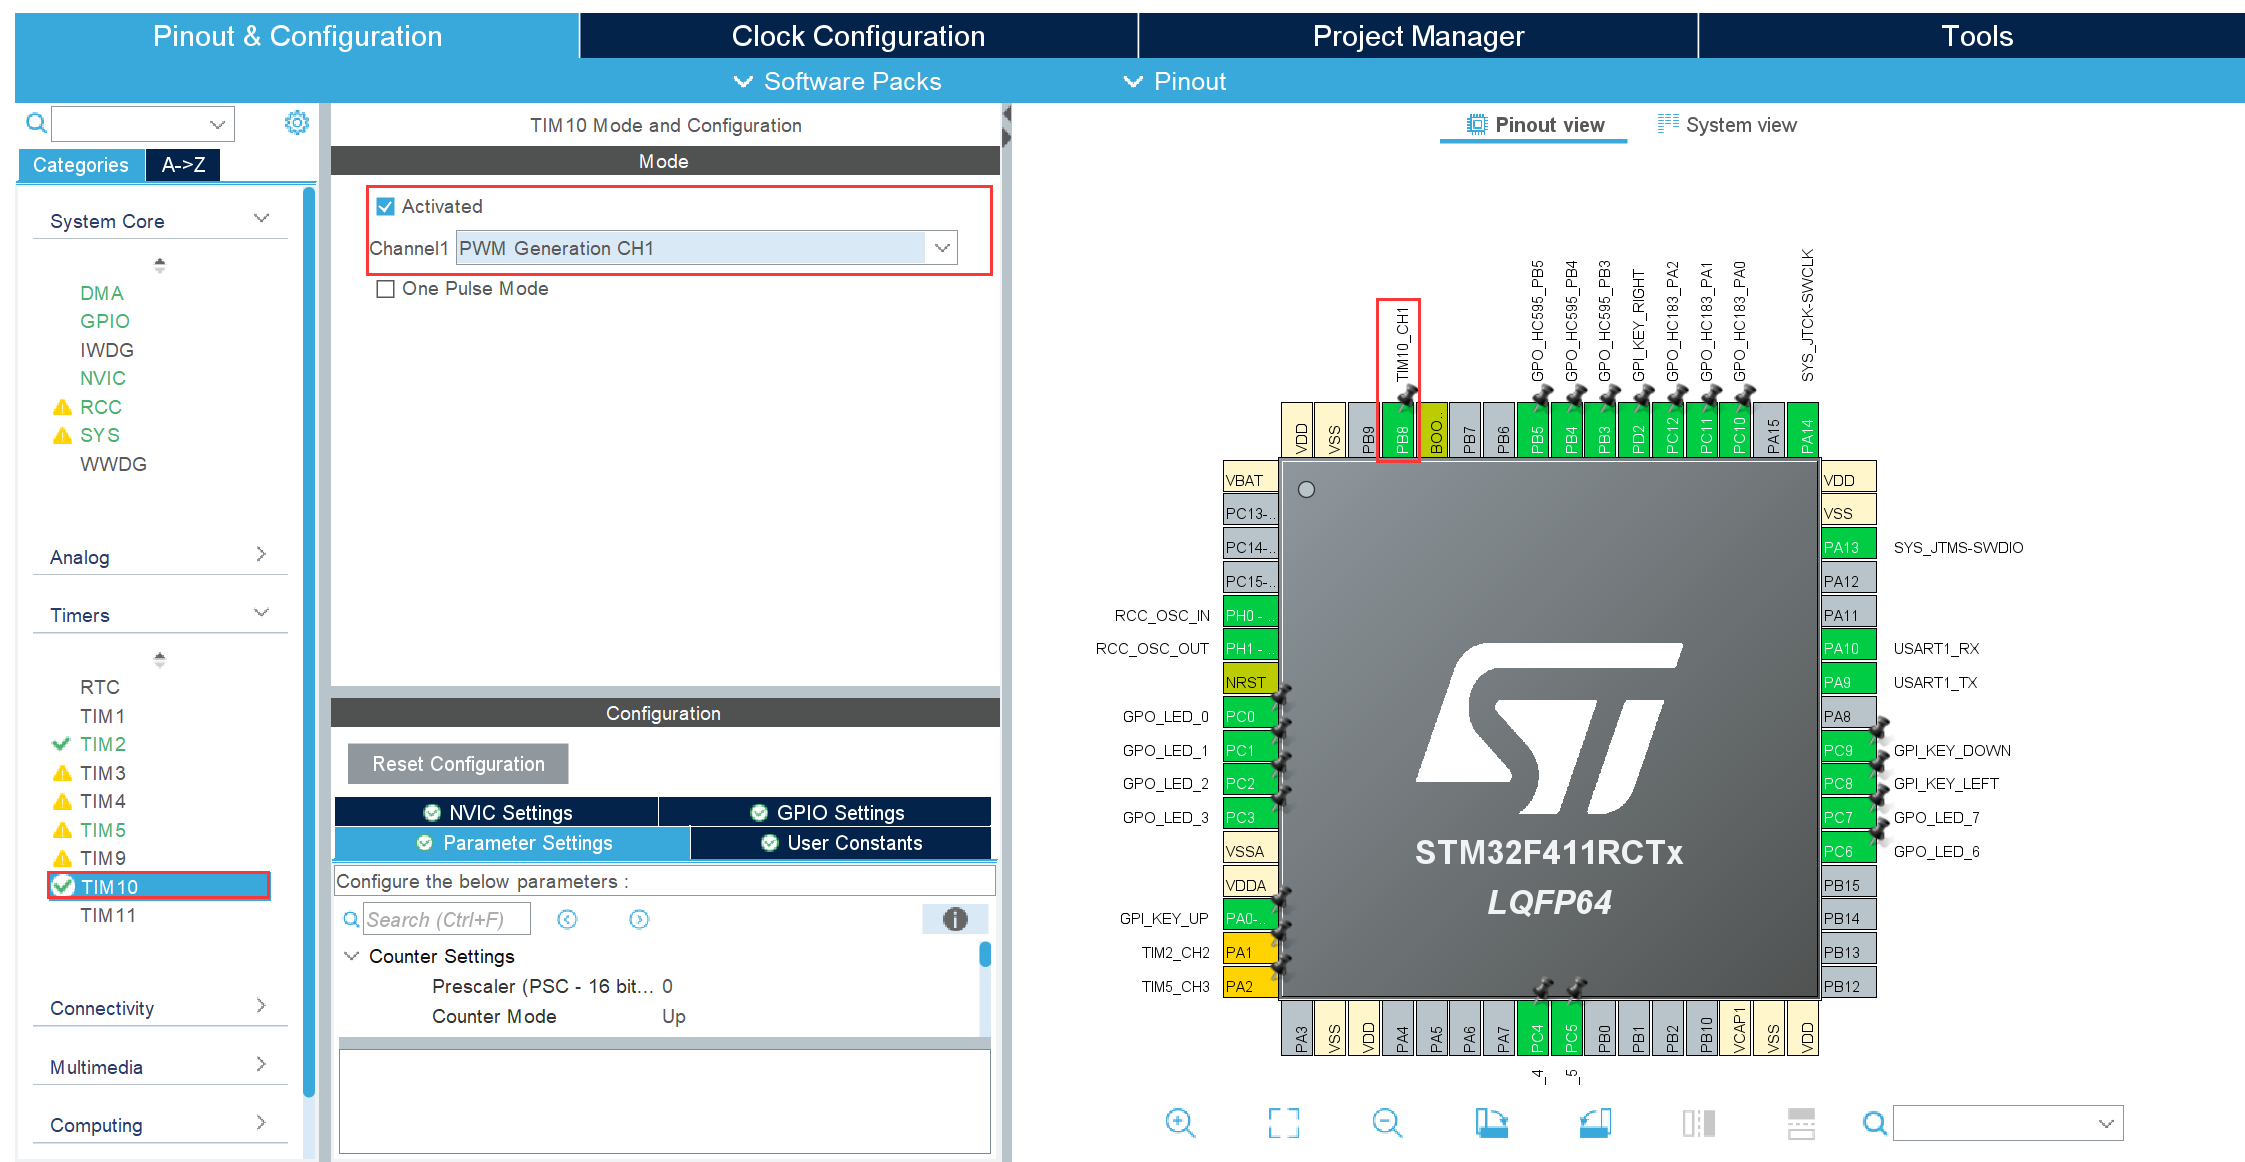 Pinout & Configuration
Clock Configuration
Project Manager
Tools
Software Packs
Pinout
Categories
A->Z
System Core
DMA
GPIO
IWDG
NVIC
RCC
SYS
WWDG
Analog
Timers
RTC
TIM1
TIM2
TIM3
TIM4
TIM5
TIM9
TIM10
TIM11
Connectivity
Multimedia
Computing
TIM10 Mode and Configuration
Mode
Activated
Channel1 PWM Generation CH1
One Pulse Mode
Configuration
Reset Configuration
NVIC Settings
GPIO Settings
Parameter Settings
User Constants
Configure the below parameters :
Search (Ctrl+F)
Counter Settings
Prescaler (PSC - 16 bit... 0
Counter Mode Up
Pinout view
System view
TIM10_CH1
GPO_HC595_PB5
GPO_HC595_PB4
GPO_HC595_PB3
GPI_KEY_RIGHT
GPO_HC183_PA2
GPO_HC183_PA1
GPO_HC183_PA0
SYS_JTCK-SWCLK
VDD
VSS
PB9
PB8
BOO...
PB7
PB6
PB5
PB4
PB3
PD2
PC12
PC11
PC10
PA15
PA14
VBAT
PC13-..
PC14-..
PC15-..
RCC_OSC_IN PH0 - ..
RCC_OSC_OUT PH1 - ..
NRST
GPO_LED_0 PC0
GPO_LED_1 PC1
GPO_LED_2 PC2
GPO_LED_3 PC3
VSSA
VDDA
GPI_KEY_UP PA0-..
TIM2_CH2 PA1
TIM5_CH3 PA2
ST
STM32F411RCTx
LQFP64
VDD
VSS
PA13 SYS_JTMS-SWDIO
PA12
PA11
PA10 USART1_RX
PA9 USART1_TX
PA8
PC9 GPI_KEY_DOWN
PC8 GPI_KEY_LEFT
PC7 GPO_LED_7
PC6 GPO_LED_6
PB15
PB14
PB13
PB12
PA3
VSS
VDD
PA4
PA5
PA6
PA7
PC4
PC5
PB0
PB1
PB2
PB10
VCAP1
VSS
VDD
_4
_5